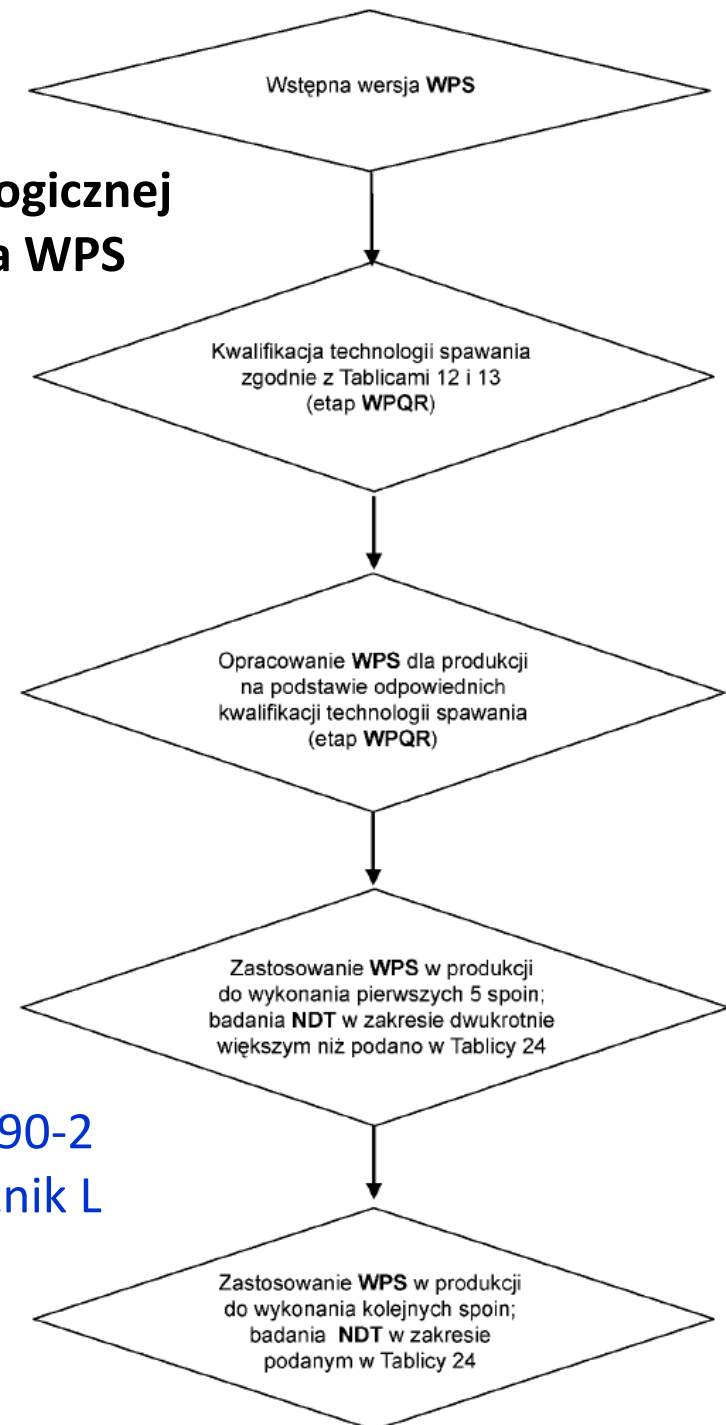 Wstępna wersja WPS
ogicznej
a WPS
Kwalifikacja technologii spawania
zgodnie z Tablicami 12 i 13
(etap WPQR)
Opracowanie WPS dla produkcji
na podstawie odpowiednich
kwalifikacji technologii spawania
(etap WPQR)
Zastosowanie WPS w produkcji
do wykonania pierwszych 5 spoin;
badania NDT w zakresie dwukrotnie
większym niż podano w Tablicy 24
90-2
nik L
Zastosowanie WPS w produkcji
do wykonania kolejnych spoin;
badania NDT w zakresie
podanym w Tablicy 24